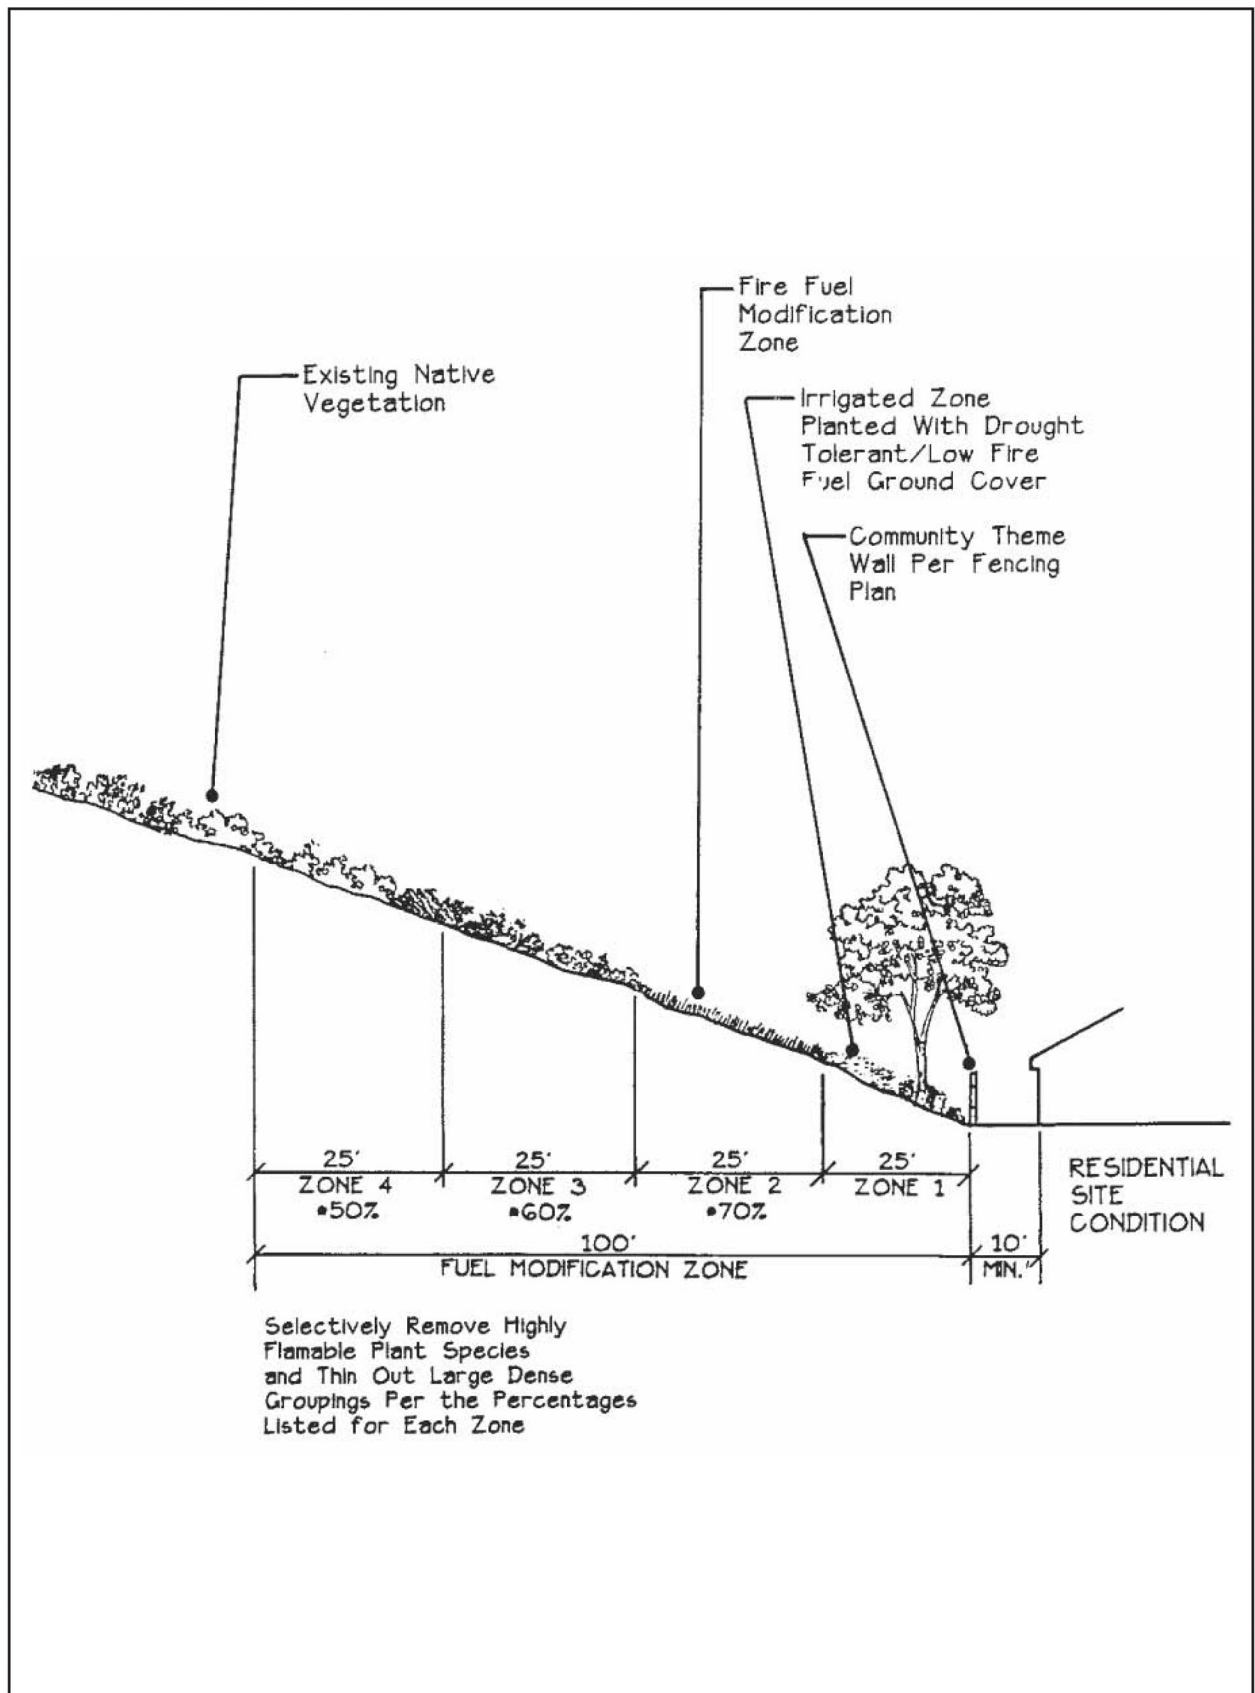 Fire Fuel
Modification
Zone
Existing Native
Vegetation
Irrigated Zone
Planted With Drought
Tolerant/Low Fire
Fuel Ground Cover
Community Theme
Wall Per Fencing
Plan
25' 25' 25' 25'
ZONE 4 ZONE 3 ZONE 2 ZONE 1
•50% •60% •70%
RESIDENTIAL
SITE
CONDITION
100' 10'
FUEL MODIFICATION ZONE MIN.
Selectively Remove Highly
Flamable Plant Species
and Thin Out Large Dense
Groupings Per the Percentages
Listed for Each Zone